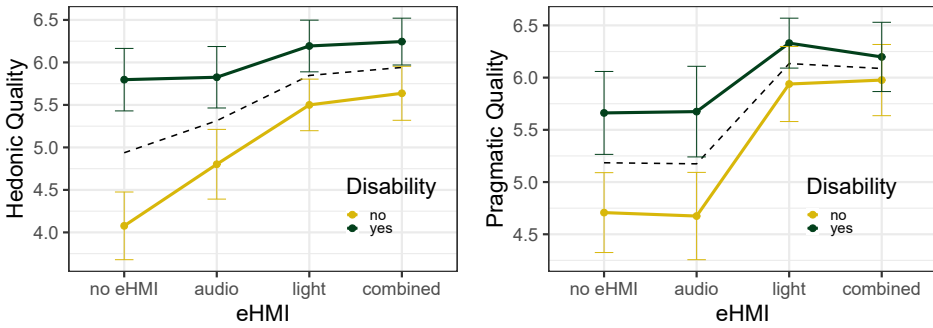 Hedonic Quality
6.5
6.0
5.5
5.0
4.5
4.0
Disability
no
yes
no eHMI audio light combined
eHMI
Pragmatic Quality
6.5
6.0
5.5
5.0
4.5
Disability
no
yes
no eHMI audio light combined
eHMI